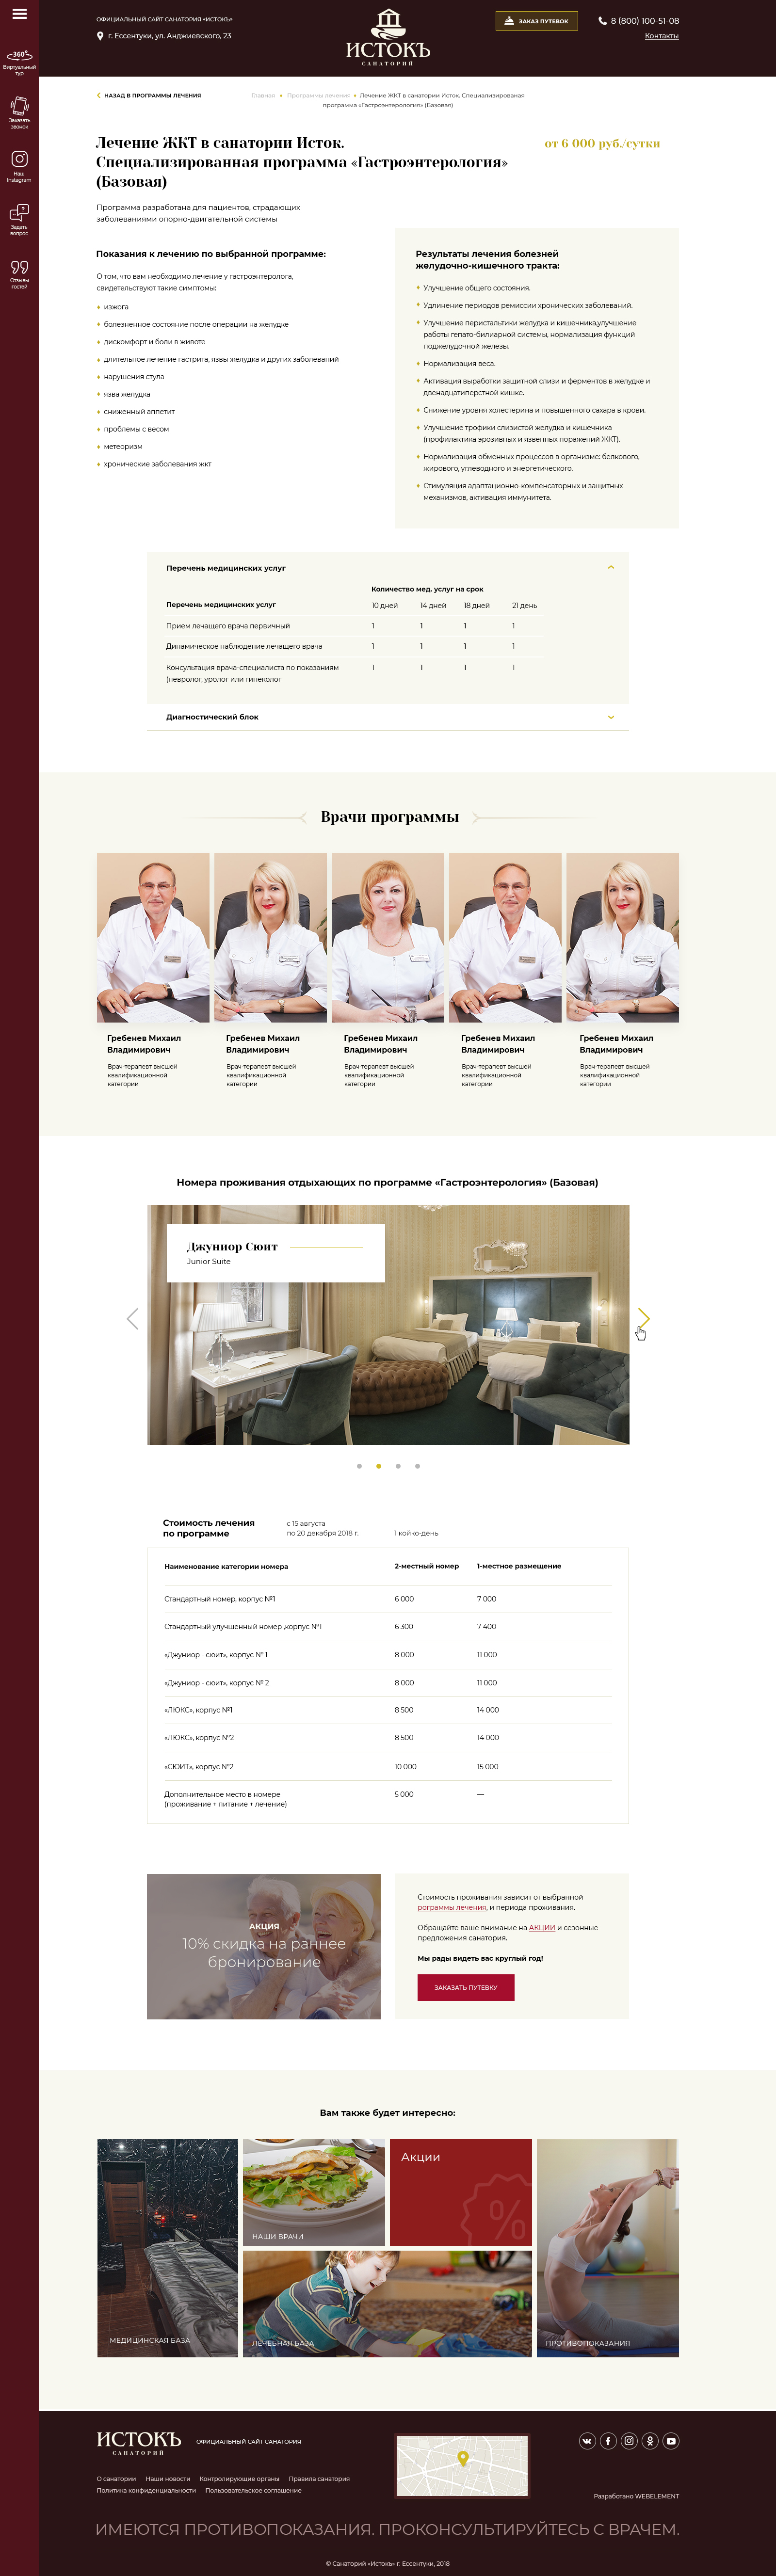 ОФИЦИАЛЬНЫЙ САЙТ САНАТОРИЯ «ИСТОКЪ»
г. Ессентуки, ул. Анджиевского, 23
ИСТОКЪ
САНАТОРИЙ
ЗАКАЗ ПУТЕВОК
8 (800) 100-51-08
Контакты
360°
Виртуальный
тур
Заказать
звонок
Наш
Instagram
?
Задать
вопрос
Отзывы
гостей
НАЗАД В ПРОГРАММЫ ЛЕЧЕНИЯ
Главная Программы лечения Лечение ЖКТ в санатории Исток. Специализированая
программа «Гастроэнтерология» (Базовая)
Лечение ЖКТ в санатории Исток.
Специализированная программа «Гастроэнтерология»
(Базовая)
от 6 000 руб./сутки
Программа разработана для пациентов, страдающих
заболеваниями опорно-двигательной системы
Показания к лечению по выбранной программе:
О том, что вам необходимо лечение у гастроэнтеролога,
свидетельствуют такие симптомы:
изжога
болезненное состояние после операции на желудке
дискомфорт и боли в животе
длительное лечение гастрита, язвы желудка и других заболеваний
нарушения стула
язва желудка
сниженный аппетит
проблемы с весом
метеоризм
хронические заболевания жкт
Результаты лечения болезней
желудочно-кишечного тракта:
Улучшение общего состояния.
Удлинение периодов ремиссии хронических заболеваний.
Улучшение перистальтики желудка и кишечника,улучшение
работы гепато-билиарной системы, нормализация функций
поджелудочной железы.
Нормализация веса.
Активация выработки защитной слизи и ферментов в желудке и
двенадцатиперстной кишке.
Снижение уровня холестерина и повышенного сахара в крови.
Улучшение трофики слизистой желудка и кишечника
(профилактика эрозивных и язвенных поражений ЖКТ).
Нормализация обменных процессов в организме: белкового,
жирового, углеводного и энергетического.
Стимуляция адаптационно-компенсаторных и защитных
механизмов, активация иммунитета.
Перечень медицинских услуг
Количество мед. услуг на срок
Перечень медицинских услуг 10 дней 14 дней 18 дней 21 день
Прием лечащего врача первичный 1 1 1 1
Динамическое наблюдение лечащего врача 1 1 1 1
Консультация врача-специалиста по показаниям 1 1 1 1
(невролог, уролог или гинеколог
Диагностический блок
Врачи программы
Гребенев Михаил
Владимирович
Врач-терапевт высшей
квалификационной
категории
Гребенев Михаил
Владимирович
Врач-терапевт высшей
квалификационной
категории
Гребенев Михаил
Владимирович
Врач-терапевт высшей
квалификационной
категории
Гребенев Михаил
Владимирович
Врач-терапевт высшей
квалификационной
категории
Гребенев Михаил
Владимирович
Врач-терапевт высшей
квалификационной
категории
Номера проживания отдыхающих по программе «Гастроэнтерология» (Базовая)
Джуниор Сюит
Junior Suite
Стоимость лечения
по программе
с 15 августа
по 20 декабря 2018 г.
1 койко-день
Наименование категории номера 2-местный номер 1-местное размещение
Стандартный номер, корпус №1 6 000 7 000
Стандартный улучшенный номер ,корпус №1 6 300 7 400
«Джуниор - сюит», корпус № 1 8 000 11 000
«Джуниор - сюит», корпус № 2 8 000 11 000
«ЛЮКС», корпус №1 8 500 14 000
«ЛЮКС», корпус №2 8 500 14 000
«СЮИТ», корпус №2 10 000 15 000
Дополнительное место в номере 5 000 —
(проживание + питание + лечение)
АКЦИЯ
10% скидка на раннее
бронирование
Стоимость проживания зависит от выбранной
рограммы лечения, и периода проживания.
Обращайте ваше внимание на АКЦИИ и сезонные
предложения санатория.
Мы рады видеть вас круглый год!
ЗАКАЗАТЬ ПУТЕВКУ
Вам также будет интересно:
МЕДИЦИНСКАЯ БАЗА
НАШИ ВРАЧИ
Акции
%
ЛЕЧЕБНАЯ БАЗА
ПРОТИВОПОКАЗАНИЯ
ИСТОКЪ
САНАТОРИЙ
ОФИЦИАЛЬНЫЙ САЙТ САНАТОРИЯ
О санатории Наши новости Контролирующие органы Правила санатория
Политика конфиденциальности Пользовательское соглашение
Разработано WEBELEMENT
ИМЕЮТСЯ ПРОТИВОПОКАЗАНИЯ. ПРОКОНСУЛЬТИРУЙТЕСЬ С ВРАЧЕМ.
© Санаторий «Истокъ» г. Ессентуки, 2018